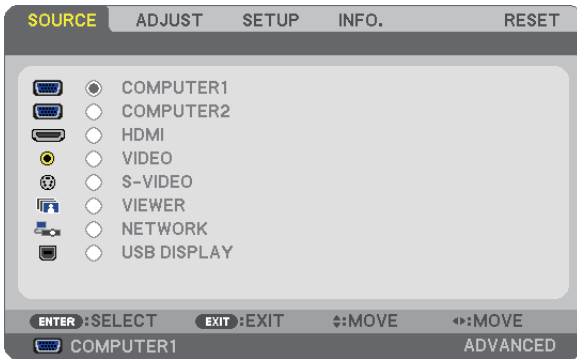 SOURCE ADJUST SETUP INFO. RESET
COMPUTER1
COMPUTER2
HDMI
VIDEO
S-VIDEO
VIEWER
NETWORK
USB DISPLAY
ENTER :SELECT EXIT :EXIT :MOVE :MOVE
COMPUTER1 ADVANCED